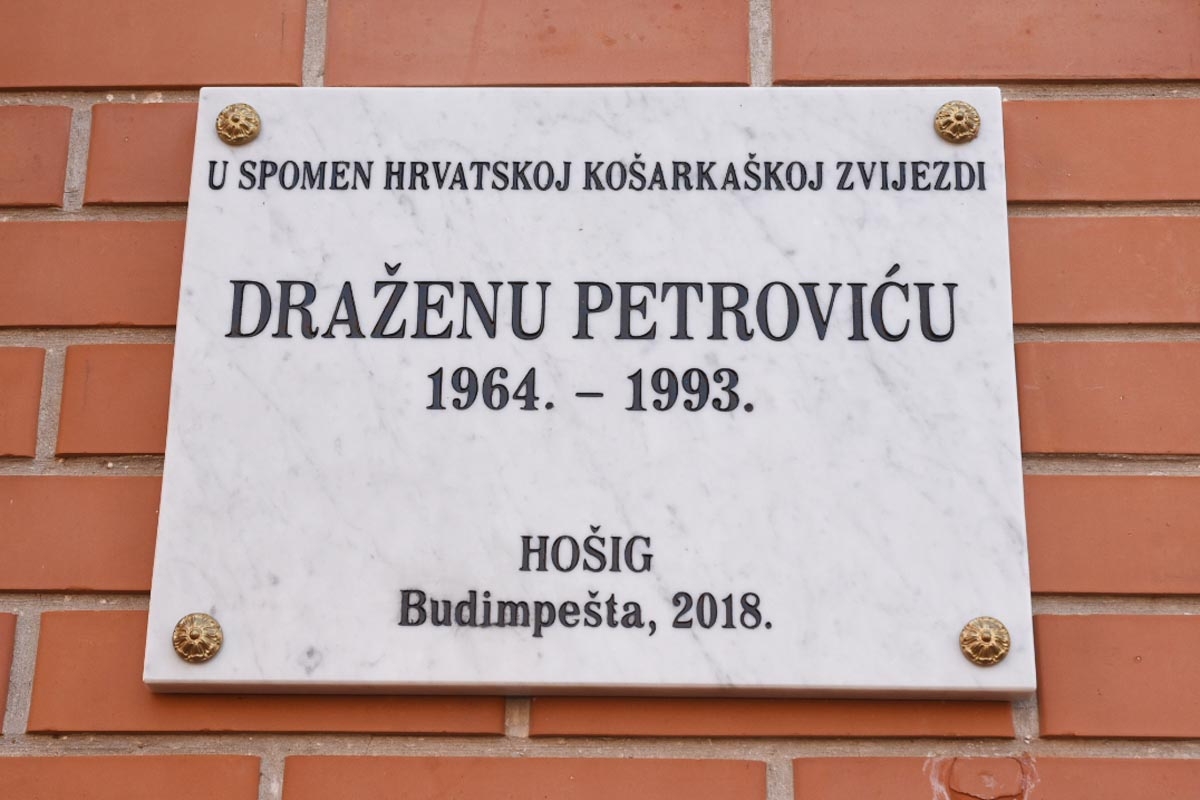 U SPOMEN HRVATSKOJ KOŠARKAŠKOJ ZVIJEZDI
DRAŽENU PETROVIĆU
1964. – 1993.
HOŠIG
Budimpešta, 2018.